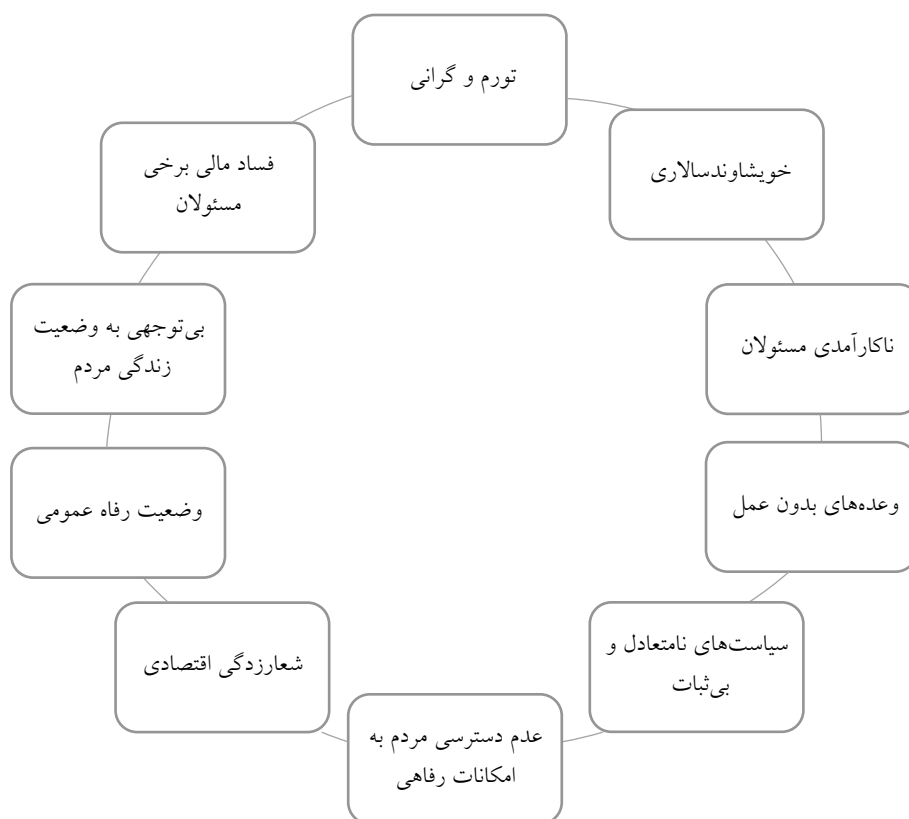 تورم و گرانی
خویشاوندسالاری
ناکارآمدی مسئولان
وعده‌های بدون عمل
سیاست‌های نامتعادل و
بی‌ثبات
عدم دسترسی مردم به
امکانات رفاهی
شعارزدگی اقتصادی
وضعیت رفاه عمومی
بی‌توجهی به وضعیت
زندگی مردم
فساد مالی برخی
مسئولان